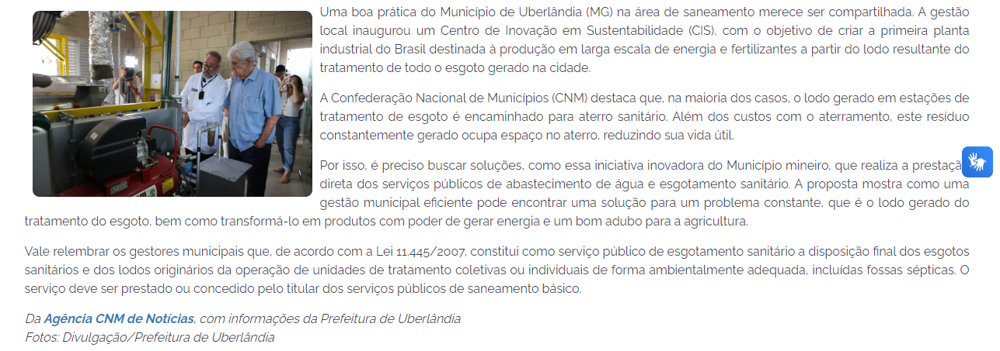 Uma boa prática do Município de Uberlândia (MG) na área de saneamento merece ser compartilhada. A gestão
local inaugurou um Centro de Inovação em Sustentabilidade (CIS), com o objetivo de criar a primeira planta
industrial do Brasil destinada à produção em larga escala de energia e fertilizantes a partir do lodo resultante do
tratamento de todo o esgoto gerado na cidade.
A Confederação Nacional de Municípios (CNM) destaca que, na maioria dos casos, o lodo gerado em estações de
tratamento de esgoto é encaminhado para aterro sanitário. Além dos custos com o aterramento, este resíduo
constantemente gerado ocupa espaço no aterro, reduzindo sua vida útil.
Por isso, é preciso buscar soluções, como essa iniciativa inovadora do Município mineiro, que realiza a prestaçã
direta dos serviços públicos de abastecimento de água e esgotamento sanitário. A proposta mostra como uma
gestão municipal eficiente pode encontrar uma solução para um problema constante, que é o lodo gerado do
tratamento do esgoto, bem como transformá-lo em produtos com poder de gerar energia e um bom adubo para a agricultura.
Vale relembrar os gestores municipais que, de acordo com a Lei 11.445/2007, constitui como serviço público de esgotamento sanitário a disposição final dos esgotos
sanitários e dos lodos originários da operação de unidades de tratamento coletivas ou individuais de forma ambientalmente adequada, incluídas fossas sépticas. O
serviço deve ser prestado ou concedido pelo titular dos serviços públicos de saneamento básico.
Da Agência CNM de Notícias, com informações da Prefeitura de Uberlândia
Fotos: Divulgação/Prefeitura de Uberlândia